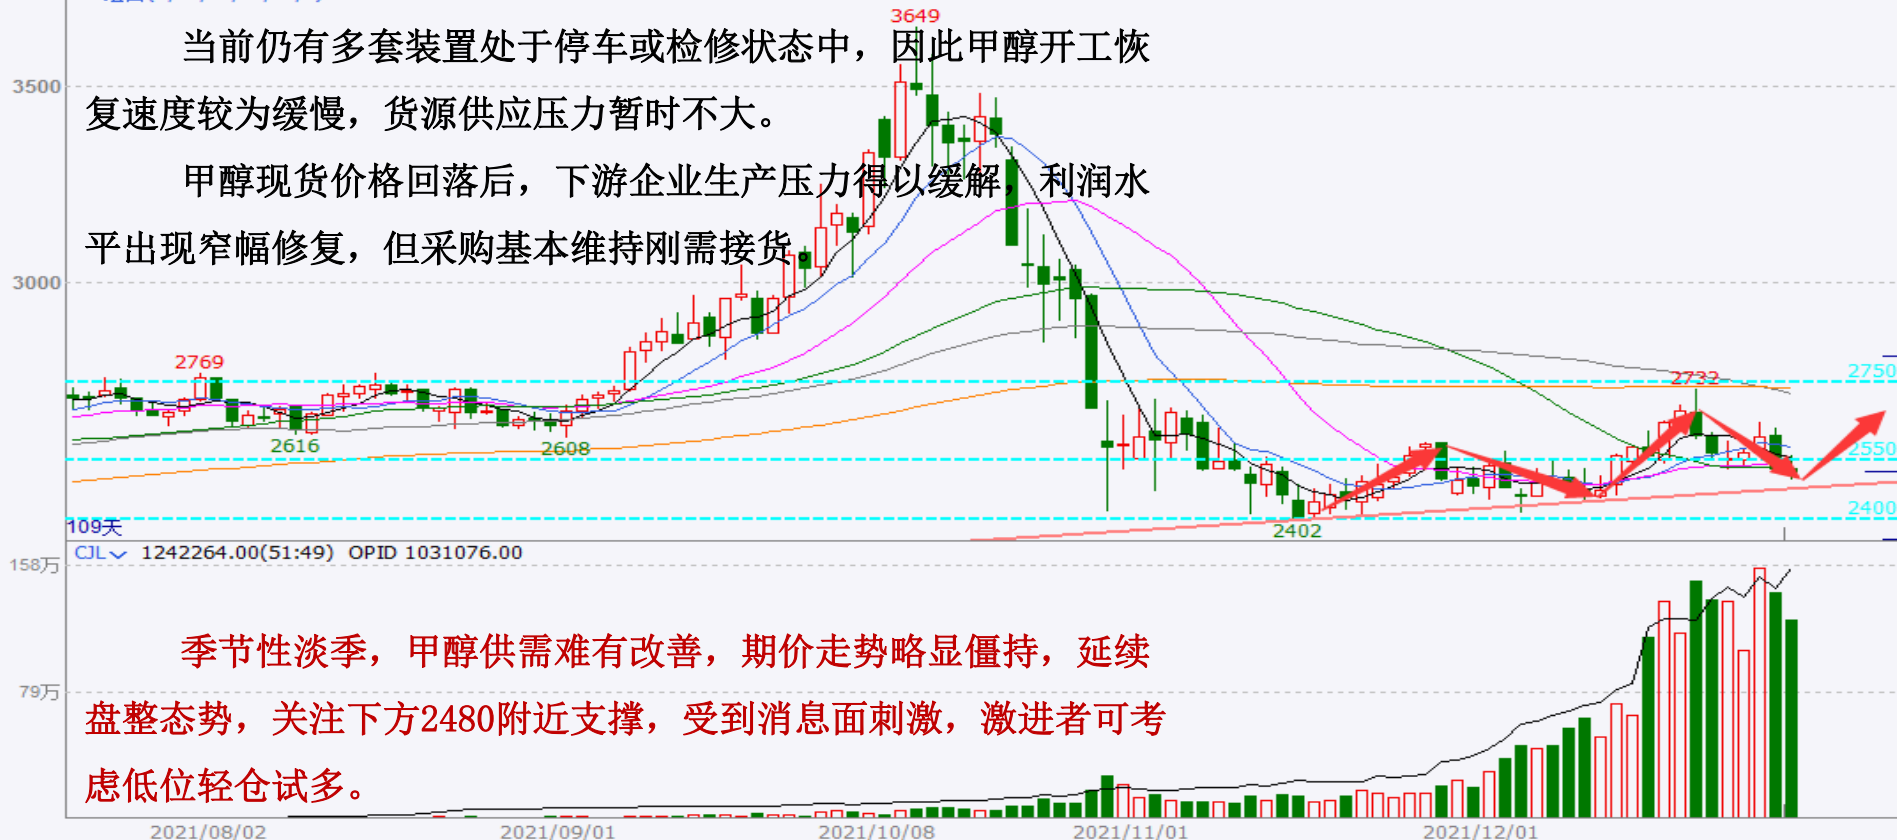 3649
当前仍有多套装置处于停车或检修状态中，因此甲醇开工恢
3500
复速度较为缓慢，货源供应压力暂时不大。
甲醇现货价格回落后，下游企业生产压力得以缓解，利润水
平出现窄幅修复，但采购基本维持刚需接货。
3000
2769
2750
2732
2616
2608
2550
2400
109天
2402
CJL 1242264.00(51:49) OPID 1031076.00
158万
季节性淡季，甲醇供需难有改善，期价走势略显僵持，延续
79万
盘整态势，关注下方2480附近支撑，受到消息面刺激，激进者可考
虑低位轻仓试多。
2021/08/02
2021/09/01
2021/10/08
2021/11/01
2021/12/01